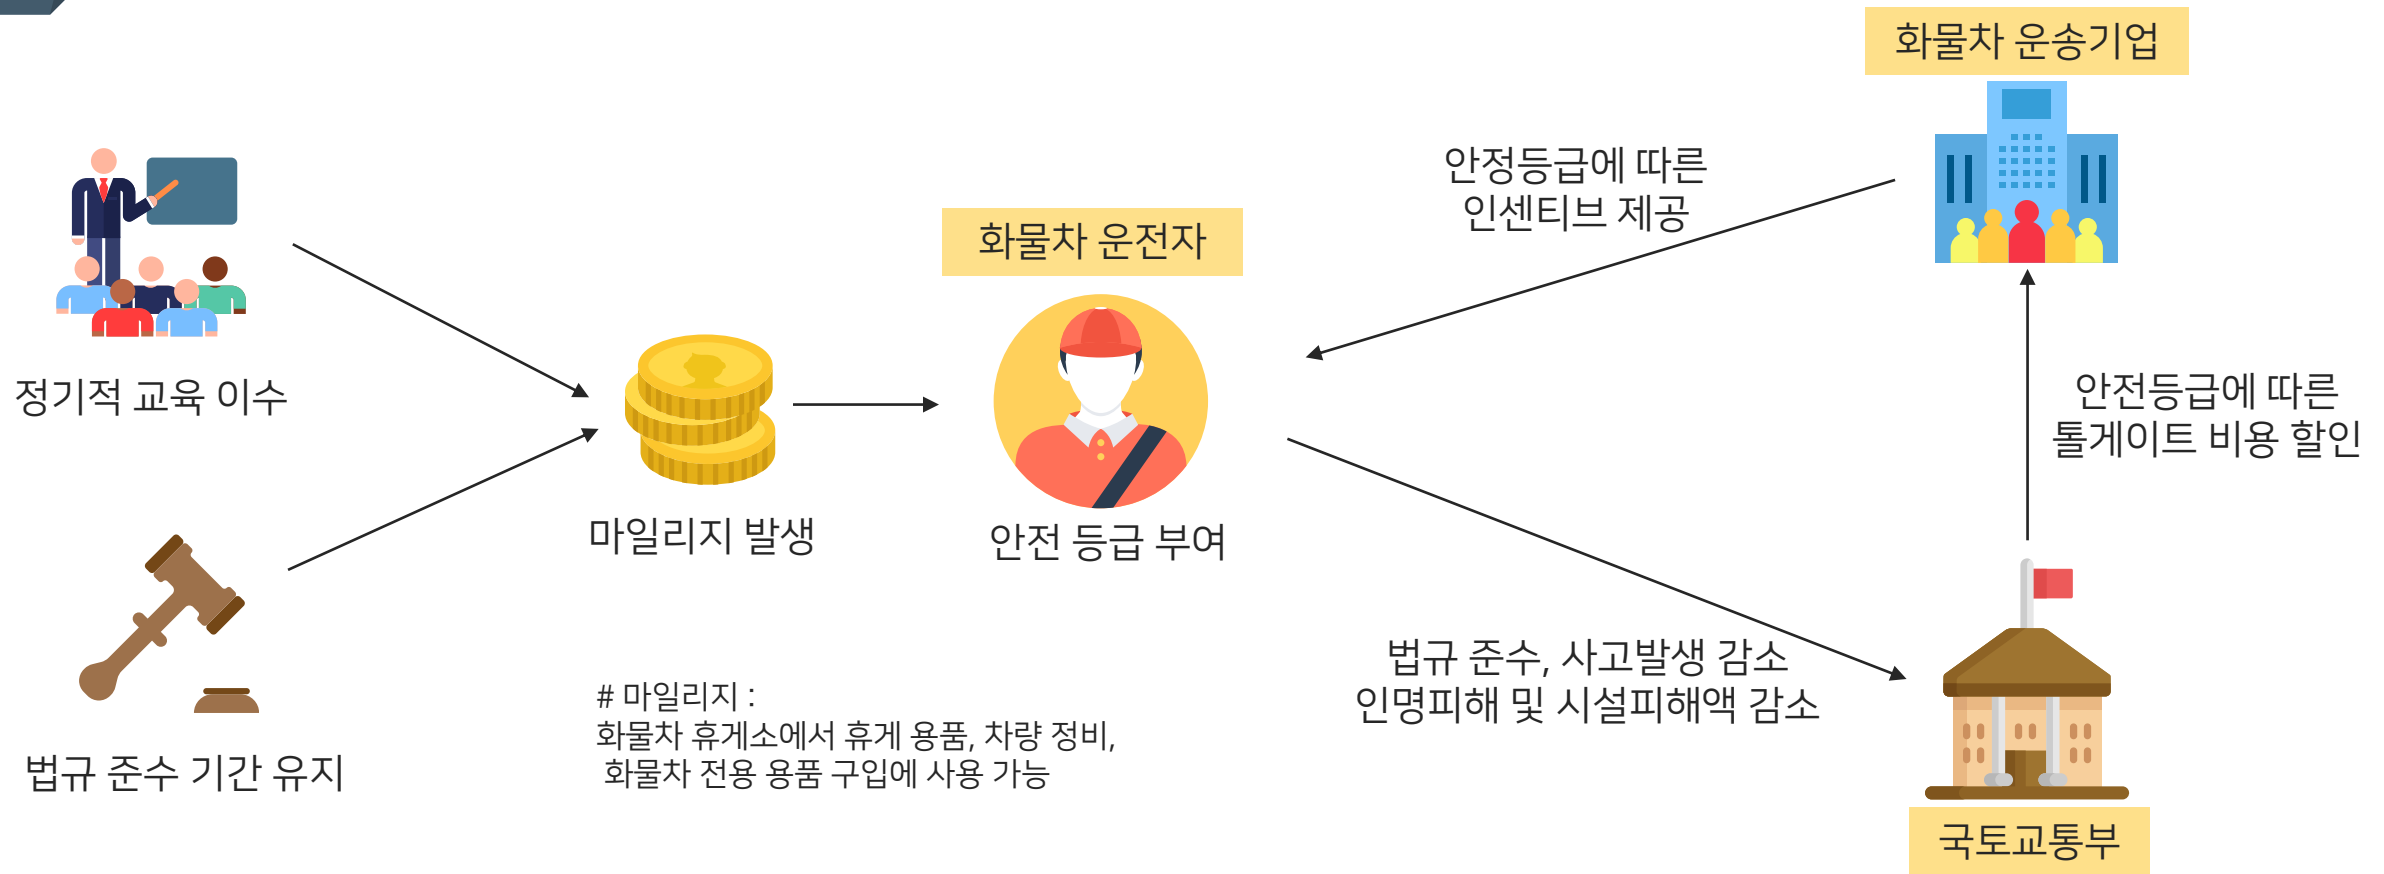 화물차 운송기업
안정등급에 따른
인센티브 제공
화물차 운전자
정기적 교육 이수
안전등급에 따른
톨게이트 비용 할인
마일리지 발생
안전 등급 부여
법규 준수, 사고발생 감소
인명피해 및 시설피해액 감소
# 마일리지 :
화물차 휴게소에서 휴게 용품, 차량 정비,
화물차 전용 용품 구입에 사용 가능
법규 준수 기간 유지
국토교통부